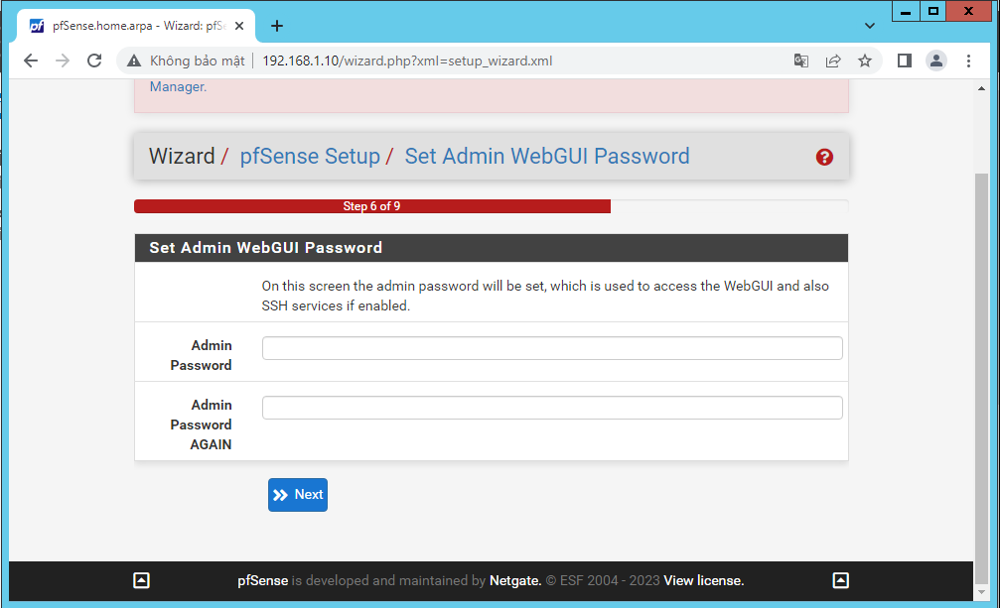 pfSense.home.arpa - Wizard: pfSe
Không bảo mật
192.168.1.10/wizard.php?xml=setup_wizard.xml
Manager.
Wizard / pfSense Setup / Set Admin WebGUI Password
Step 6 of 9
Set Admin WebGUI Password
On this screen the admin password will be set, which is used to access the WebGUI and also
SSH services if enabled.
Admin
Password
Admin
Password
AGAIN
Next
pfSense is developed and maintained by Netgate. © ESF 2004 - 2023 View license.